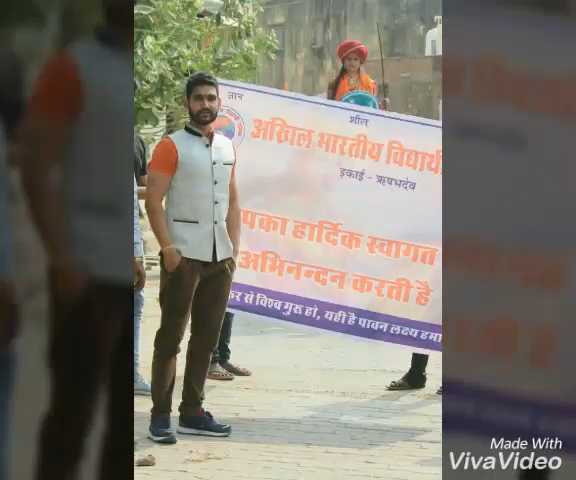 ज्ञान
शील
अखिल भारतीय विद्यार्थी
इकाई - ऋषभदेव
पका हार्दिक स्वागत
अभिनन्दन करती है
कर से विश्व गुरु हो, यही है पावन लक्ष्य हमा
Made With
VivaVideo